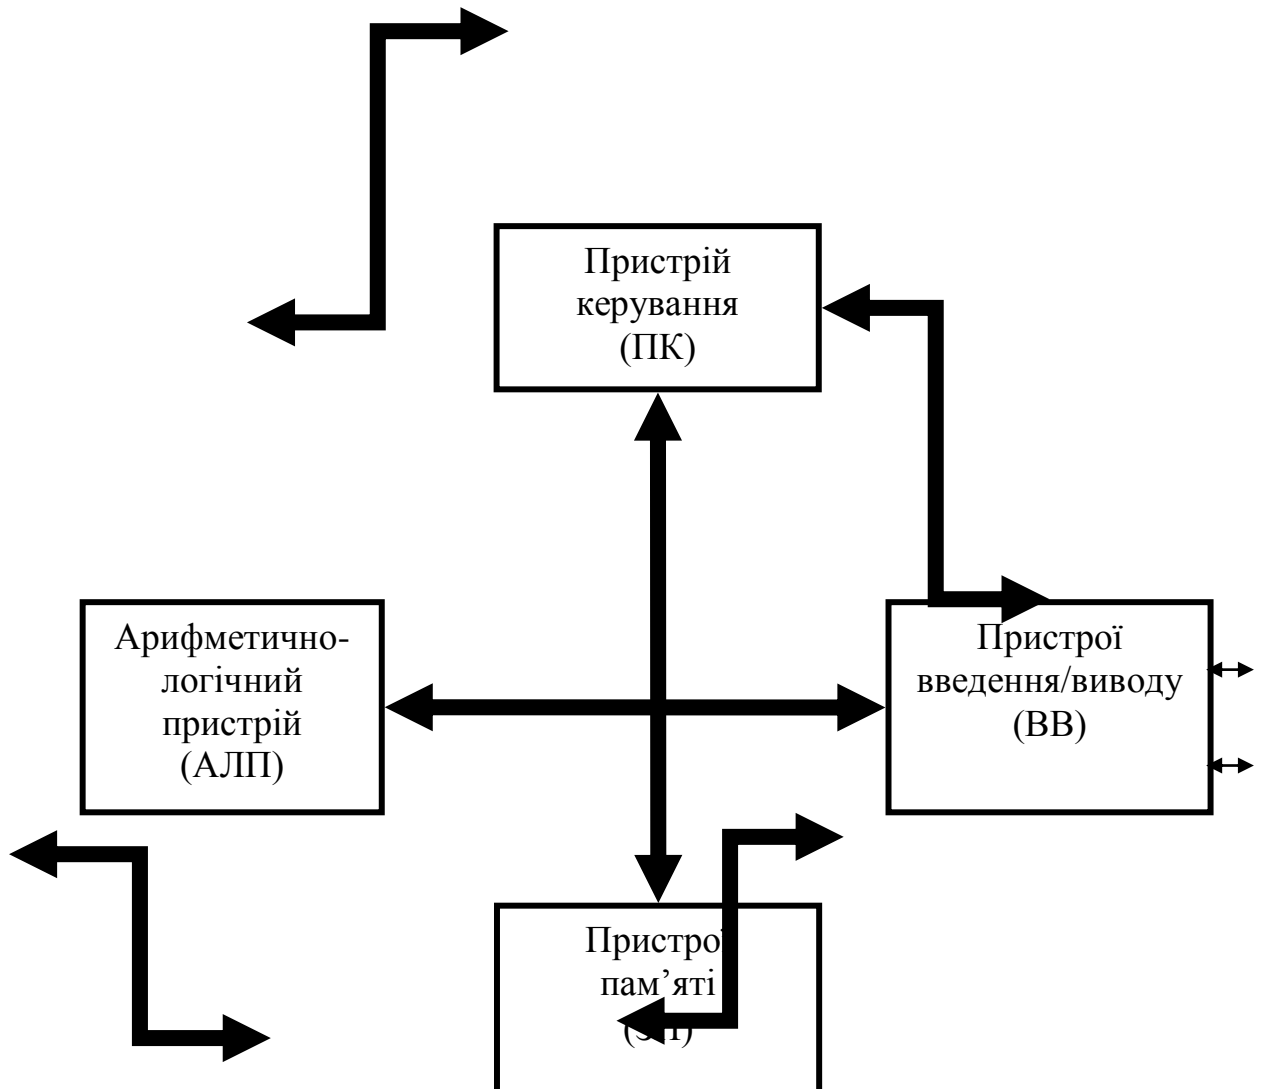 Пристрій
керування
(ПК)
Арифметично-
логічний
пристрій
(АЛП)
Пристрої
введення/виводу
(ВВ)
пам’яті